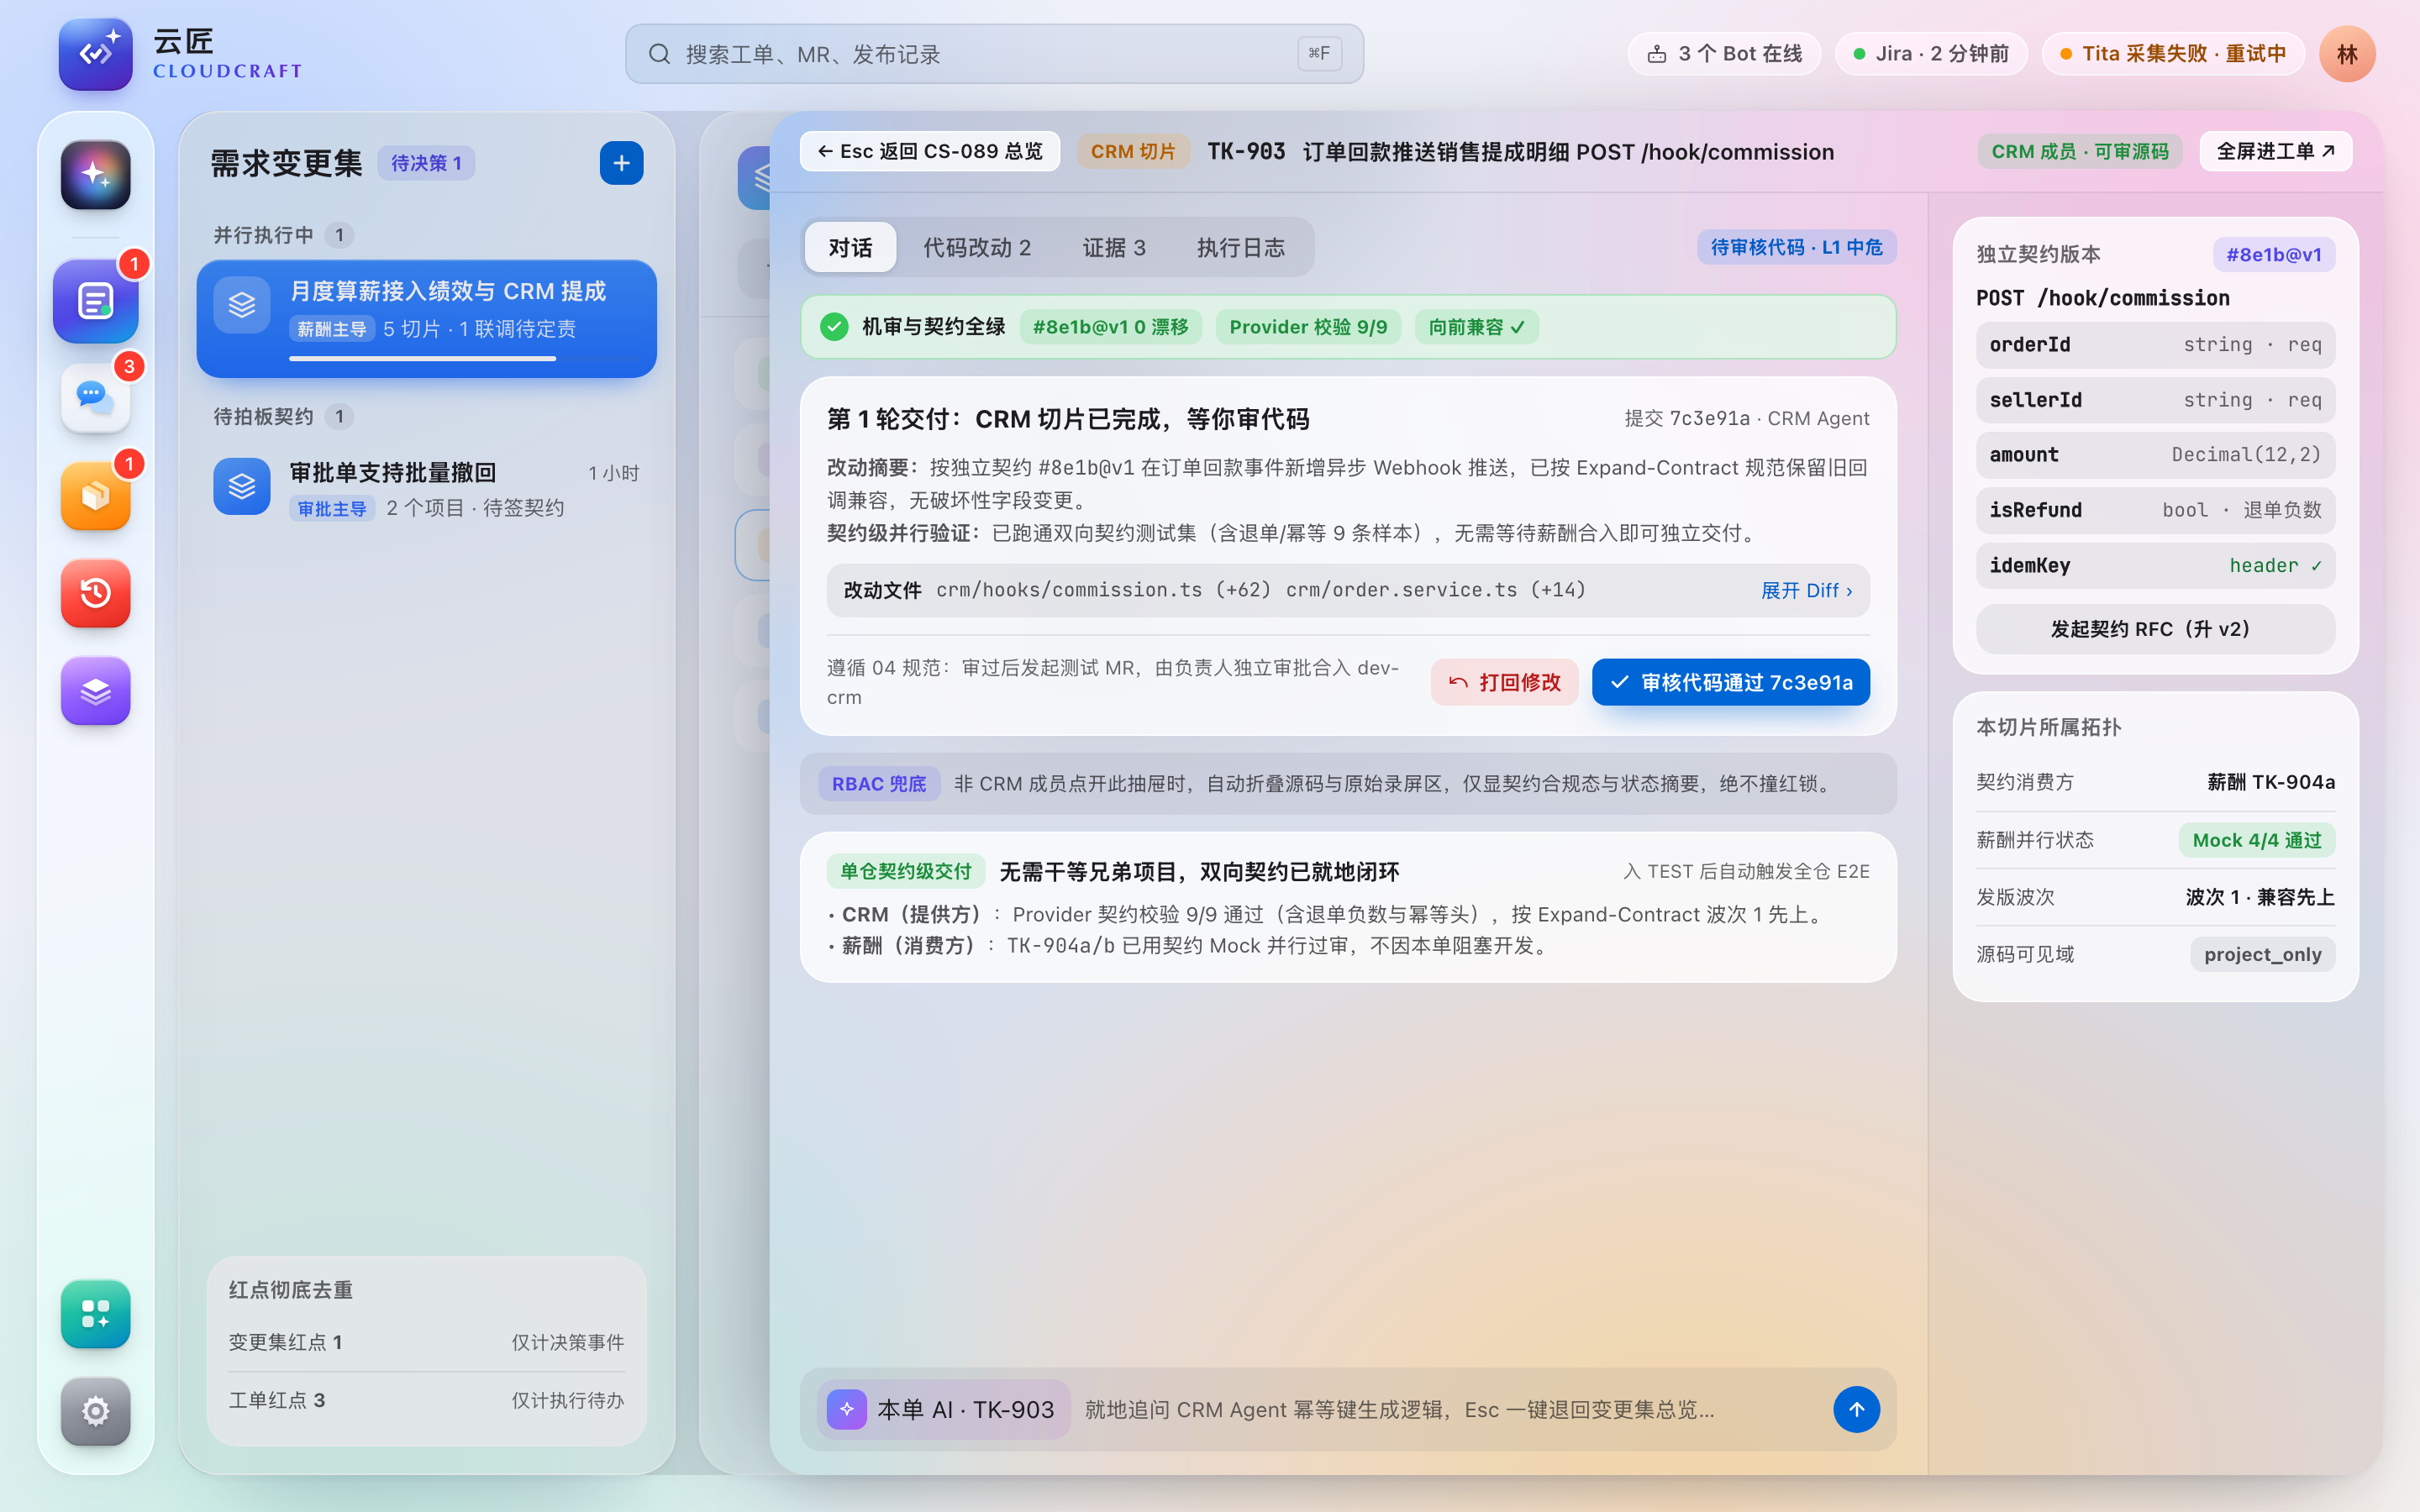 云匠
CLOUDCRAFT
搜索工单、MR、发布记录
⌘F
3 个 Bot 在线
Jira · 2 分钟前
Tita 采集失败 · 重试中
林
1
3
1
需求变更集
待决策 1
并行执行中 1
月度算薪接入绩效与 CRM 提成
薪酬主导 5 切片 · 1 联调待定责
待拍板契约 1
审批单支持批量撤回
1 小时
审批主导 2 个项目 · 待签契约
红点彻底去重
变更集红点 1
仅计决策事件
工单红点 3
仅计执行待办
← Esc 返回 CS-089 总览
CRM 切片
TK-903 订单回款推送销售提成明细 POST /hook/commission
CRM 成员 · 可审源码
全屏进工单 ↗
对话
代码改动 2
证据 3
执行日志
待审核代码 · L1 中危
机审与契约全绿
#8e1b@v1 0 漂移
Provider 校验 9/9
向前兼容 ✓
第 1 轮交付：CRM 切片已完成，等你审代码
提交 7c3e91a · CRM Agent
改动摘要：按独立契约 #8e1b@v1 在订单回款事件新增异步 Webhook 推送，已按 Expand-Contract 规范保留旧回
调兼容，无破坏性字段变更。
契约级并行验证：已跑通双向契约测试集（含退单/幂等 9 条样本），无需等待薪酬合入即可独立交付。
改动文件 crm/hooks/commission.ts (+62) crm/order.service.ts (+14)
展开 Diff ›
遵循 04 规范：审过后发起测试 MR，由负责人独立审批合入 dev-
crm
打回修改
审核代码通过 7c3e91a
RBAC 兜底
非 CRM 成员点开此抽屉时，自动折叠源码与原始录屏区，仅显契约合规态与状态摘要，绝不撞红锁。
单仓契约级交付
无需干等兄弟项目，双向契约已就地闭环
入 TEST 后自动触发全仓 E2E
· CRM（提供方）：Provider 契约校验 9/9 通过（含退单负数与幂等头），按 Expand-Contract 波次 1 先上。
· 薪酬（消费方）：TK-904a/b 已用契约 Mock 并行过审，不因本单阻塞开发。
本单 AI · TK-903
就地追问 CRM Agent 幂等键生成逻辑，Esc 一键退回变更集总览...
独立契约版本
#8e1b@v1
POST /hook/commission
orderId string · req
sellerId string · req
amount Decimal(12,2)
isRefund bool · 退单负数
idemKey header ✓
发起契约 RFC（升 v2）
本切片所属拓扑
契约消费方 薪酬 TK-904a
薪酬并行状态 Mock 4/4 通过
发版波次 波次 1 · 兼容先上
源码可见域 project_only